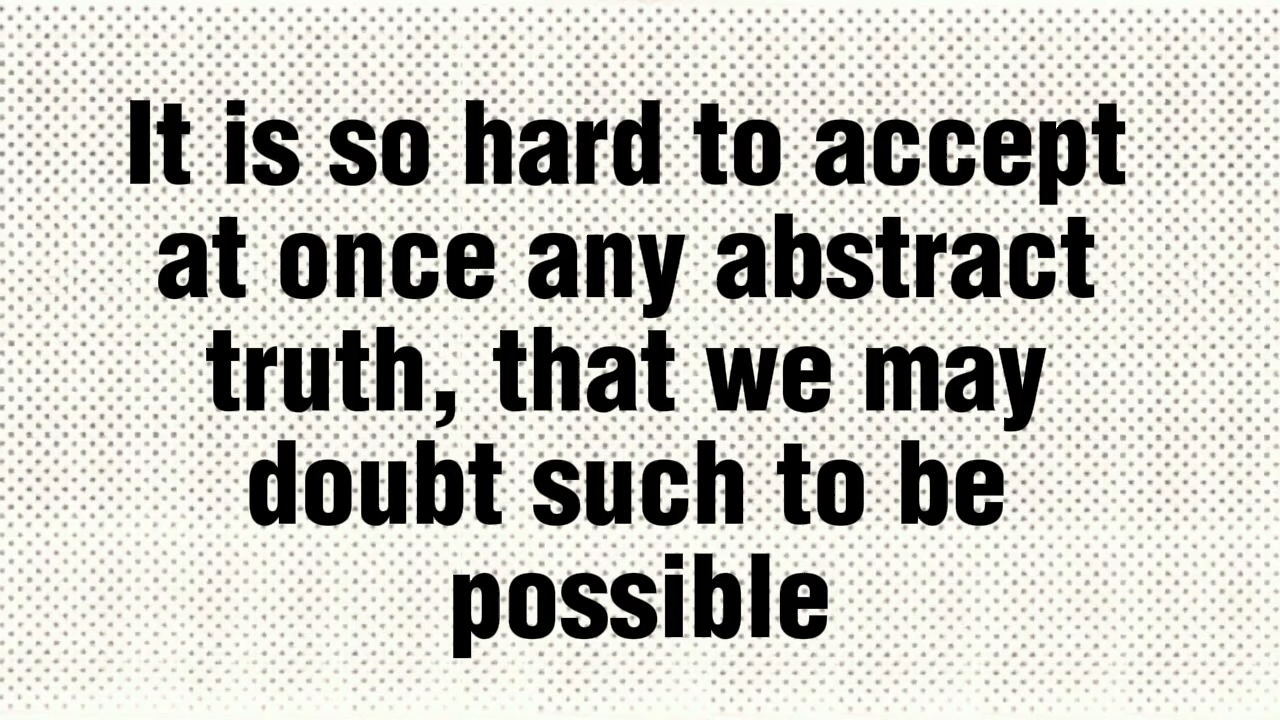 It is so hard to accept
at once any abstract
truth, that we may
doubt such to be
possible